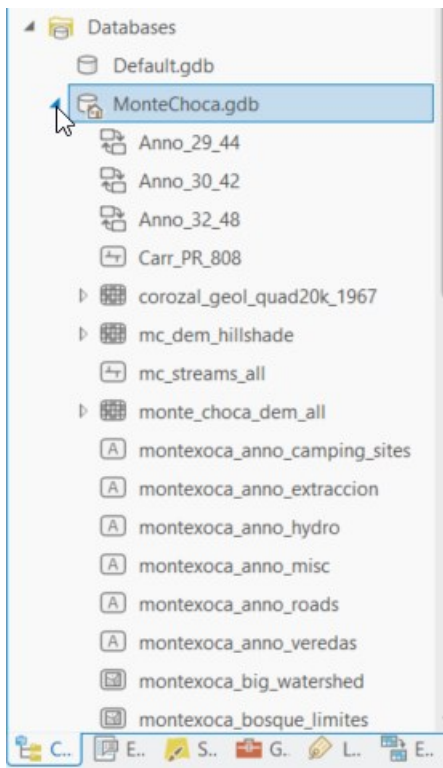 Databases
Default.gdb
MonteChoca.gdb
Anno_29_44
Anno_30_42
Anno_32_48
Carr_PR_808
corozal_geol_quad20k_1967
mc_dem_hillshade
mc_streams_all
monte_choca_dem_all
A montexoca_anno_camping_sites
A montexoca_anno_extraccion
A montexoca_anno_hydro
A montexoca_anno_misc
A montexoca_anno_roads
A montexoca_anno_veredas
montexoca_big_watershed
montexoca_bosque_limites
C.. E.. S.. G.. L.. E..